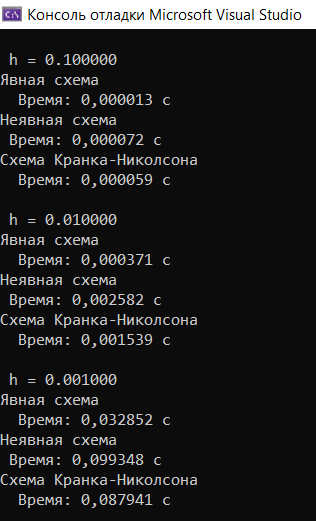 Консоль отладки Microsoft Visual Studio
h = 0.100000
Явная схема
Время: 0,000013 с
Неявная схема
Время: 0,000072 с
Схема Кранка-Николсона
Время: 0,000059 с
h = 0.010000
Явная схема
Время: 0,000371 с
Неявная схема
Время: 0,002582 с
Схема Кранка-Николсона
Время: 0,001539 с
h = 0.001000
Явная схема
Время: 0,032852 с
Неявная схема
Время: 0,099348 с
Схема Кранка-Николсона
Время: 0,087941 с